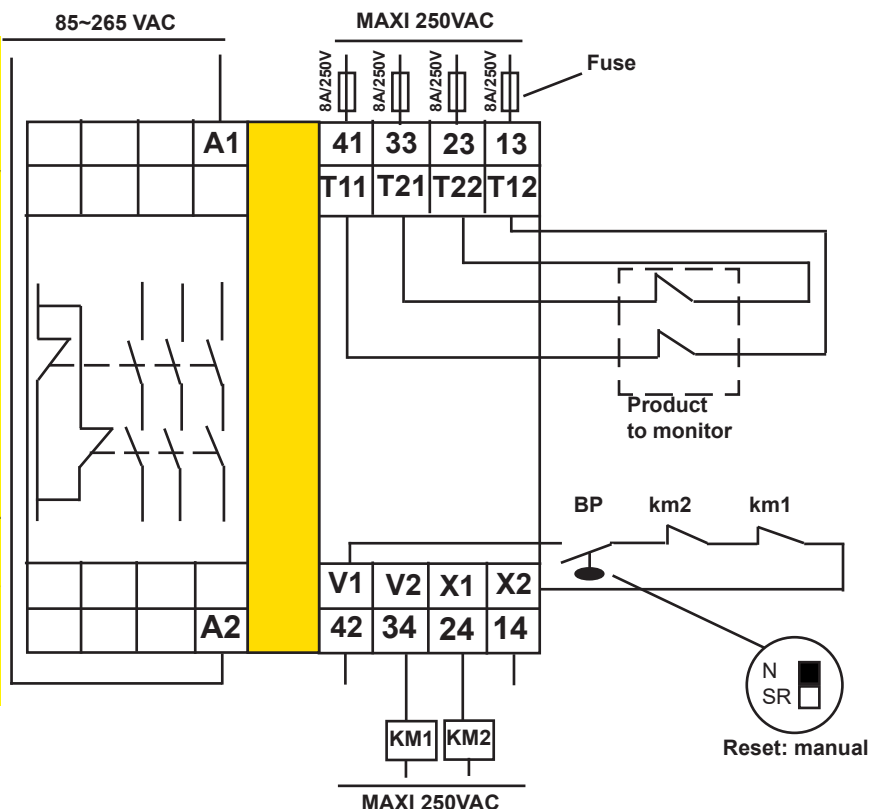 85~265 VAC
MAXI 250VAC
8A/250V
8A/250V
8A/250V
8A/250V
Fuse
A1
41 33 23 13
T11 T21 T22 T12
Product
to monitor
BP km2 km1
V1 V2 X1 X2
A2
42 34 24 14
N
SR
KM1 KM2
Reset: manual
MAXI 250VAC